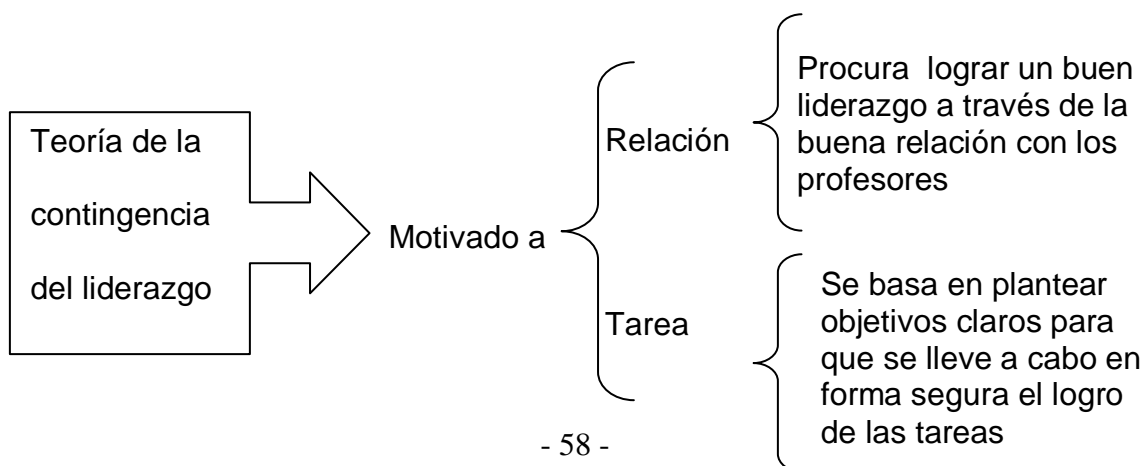 Teoría de la
contingencia
del liderazgo
Motivado a
Relación
Procura lograr un buen
liderazgo a través de la
buena relación con los
profesores
Tarea
Se basa en plantear
objetivos claros para
que se lleve a cabo en
forma segura el logro
de las tareas
- 58 -